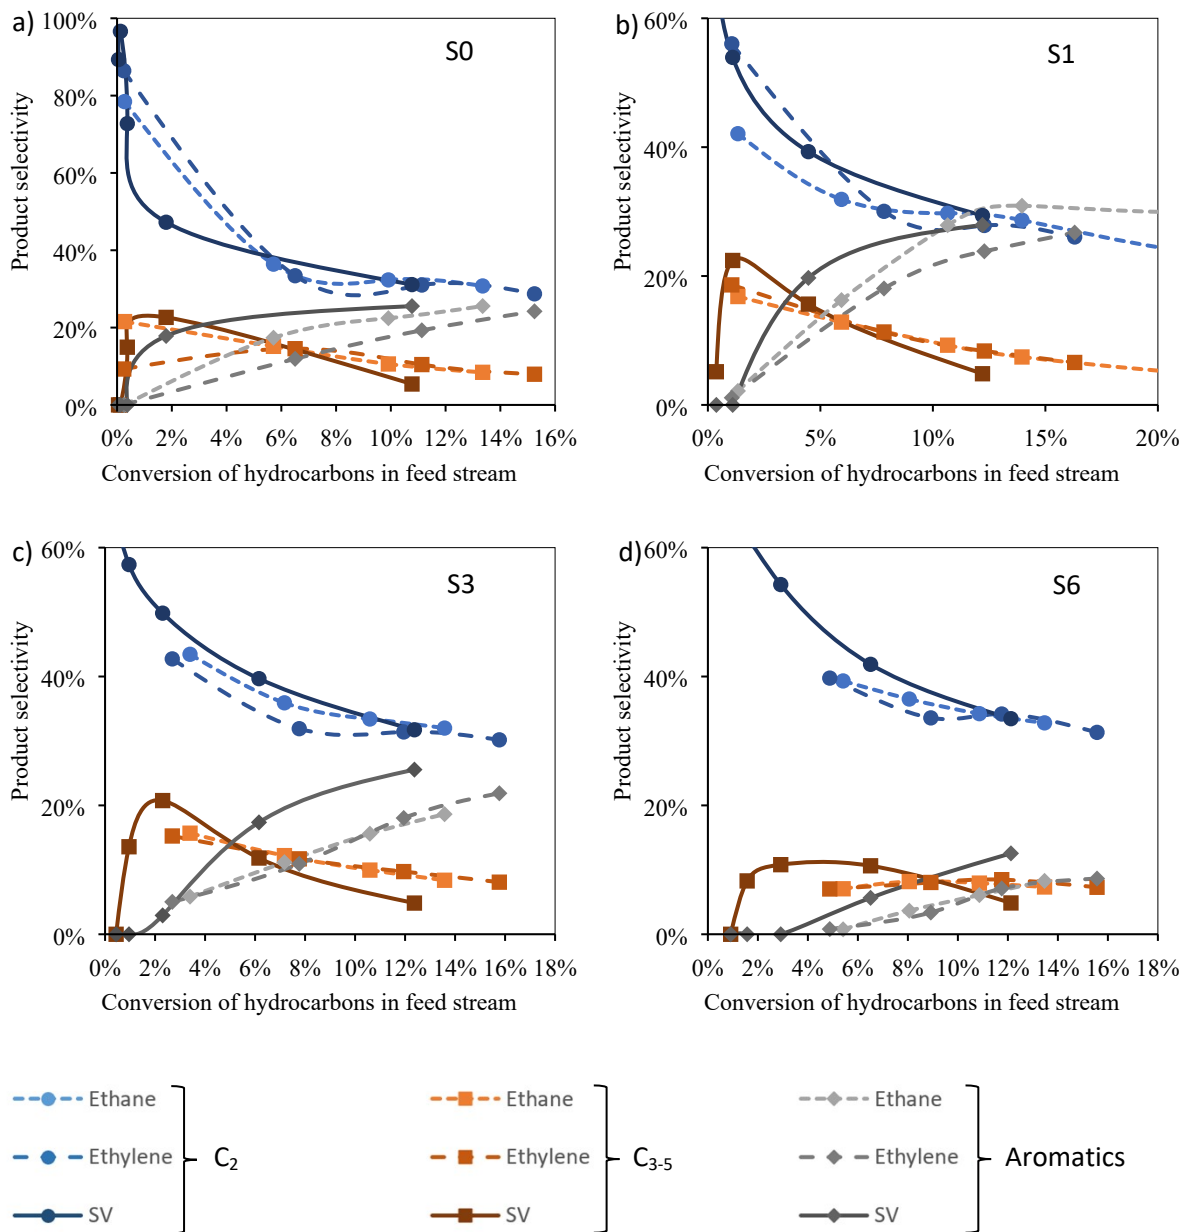 a)
S0
100%
80%
60%
40%
20%
0%
Product selectivity
0% 2% 4% 6% 8% 10% 12% 14% 16%
Conversion of hydrocarbons in feed stream
b)
S1
60%
40%
20%
0%
Product selectivity
0% 5% 10% 15% 20%
Conversion of hydrocarbons in feed stream
c)
S3
60%
40%
20%
0%
Product selectivity
0% 2% 4% 6% 8% 10% 12% 14% 16% 18%
Conversion of hydrocarbons in feed stream
d)
S6
60%
40%
20%
0%
Product selectivity
0% 2% 4% 6% 8% 10% 12% 14% 16% 18%
Conversion of hydrocarbons in feed stream
Ethane
Ethylene
SV
C₂
Ethane
Ethylene
SV
C₃₋₅
Ethane
Ethylene
SV
Aromatics